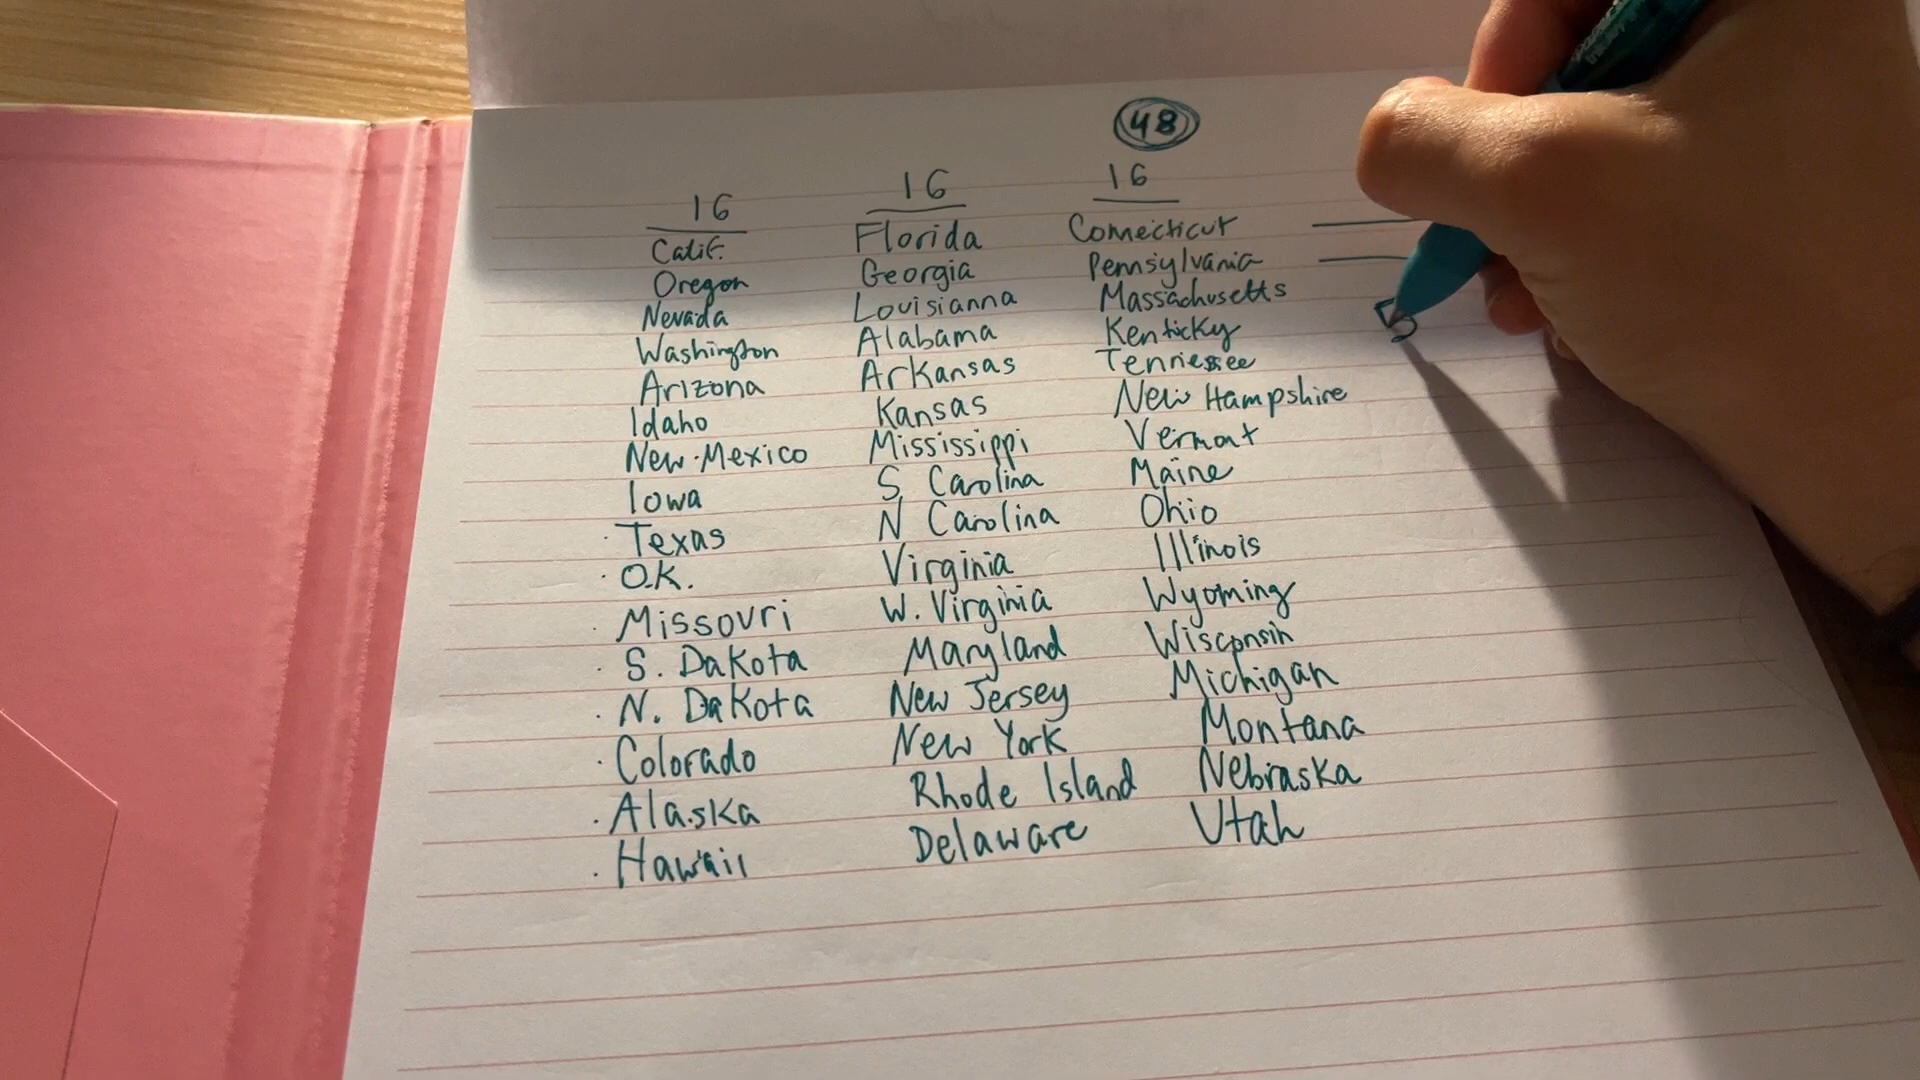 48
16 16 16
Calif. Florida Connecticut
Oregon Georgia Pennsylvania
Nevada Louisianna Massachusetts
Washington Alabama Kenticky
Arizona Arkansas Tennessee
Idaho Kansas New Hampshire
New Mexico Mississippi Vermont
Iowa S. Carolina Maine
Texas N Carolina Ohio
O.K. Virginia Illinois
Missouri W. Virginia Wyoming
S. Dakota Maryland Wisconsin
N. Dakota New Jersey Michigan
Colorado New York Montana
Alaska Rhode Island Nebraska
Hawaii Delaware Utah